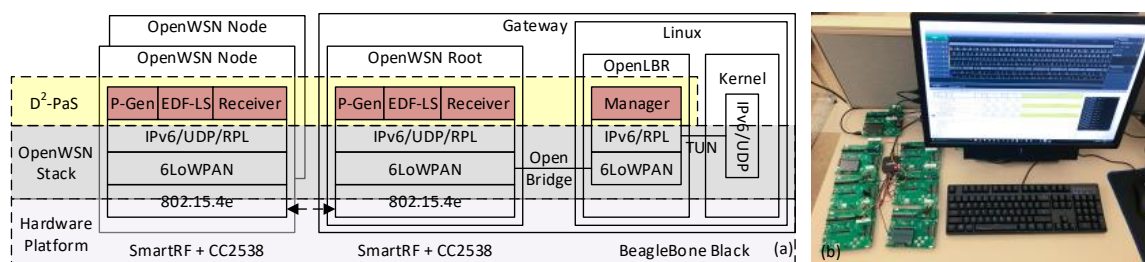 OpenWSN Node
Gateway
Linux
OpenWSN Node
OpenWSN Root
OpenLBR
Kernel
D²-PaS
P-Gen EDF-LS Receiver
P-Gen EDF-LS Receiver
Manager
IPv6/UDP
OpenWSN Stack
IPv6/UDP/RPL
IPv6/UDP/RPL
IPv6/RPL
TUN
6LoWPAN
6LoWPAN
Open Bridge
6LoWPAN
802.15.4e
802.15.4e
Hardware Platform
SmartRF + CC2538
SmartRF + CC2538
BeagleBone Black
(a)
(b)